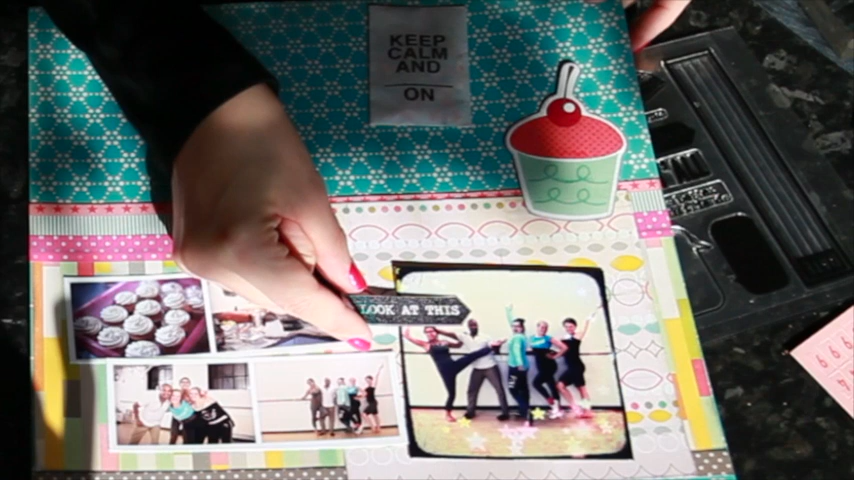 KEEP
CALM
AND
ON
LOOK AT THIS